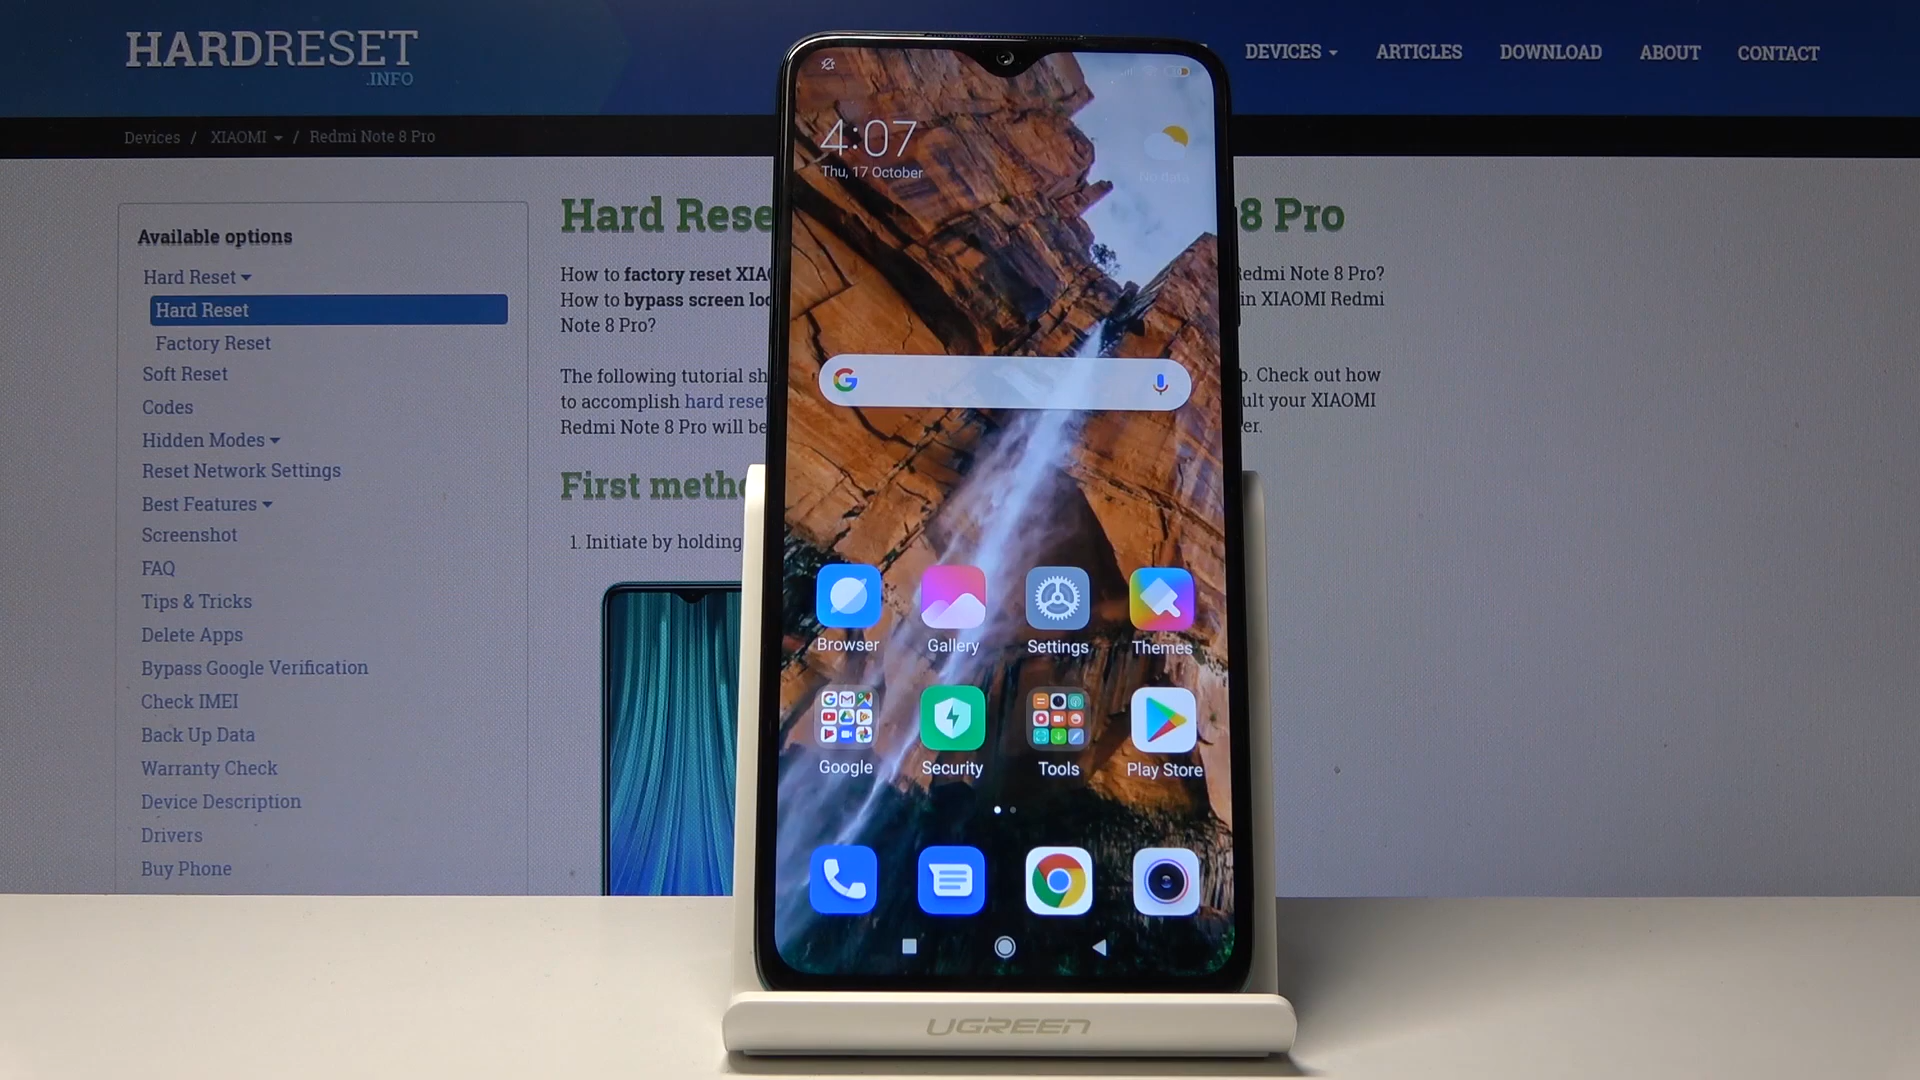 HARDRESET
.INFO
DEVICES
ARTICLES
DOWNLOAD
ABOUT
CONTACT
Devices / XIAOMI / Redmi Note 8 Pro
Available options
Hard Reset
Hard Reset
Factory Reset
Soft Reset
Codes
Hidden Modes
Reset Network Settings
Best Features
Screenshot
FAQ
Tips & Tricks
Delete Apps
Bypass Google Verification
Check IMEI
Back Up Data
Warranty Check
Device Description
Drivers
Buy Phone
Hard Rese 8 Pro
How to factory reset XIA Redmi Note 8 Pro?
How to bypass screen loc in XIAOMI Redmi
Note 8 Pro?
The following tutorial sh p. Check out how
to accomplish hard reset ult your XIAOMI
Redmi Note 8 Pro will be er.
First metho
1. Initiate by holding
4:07
Thu, 17 October
No data
Browser
Gallery
Settings
Themes
Google
Security
Tools
Play Store
UGREEN